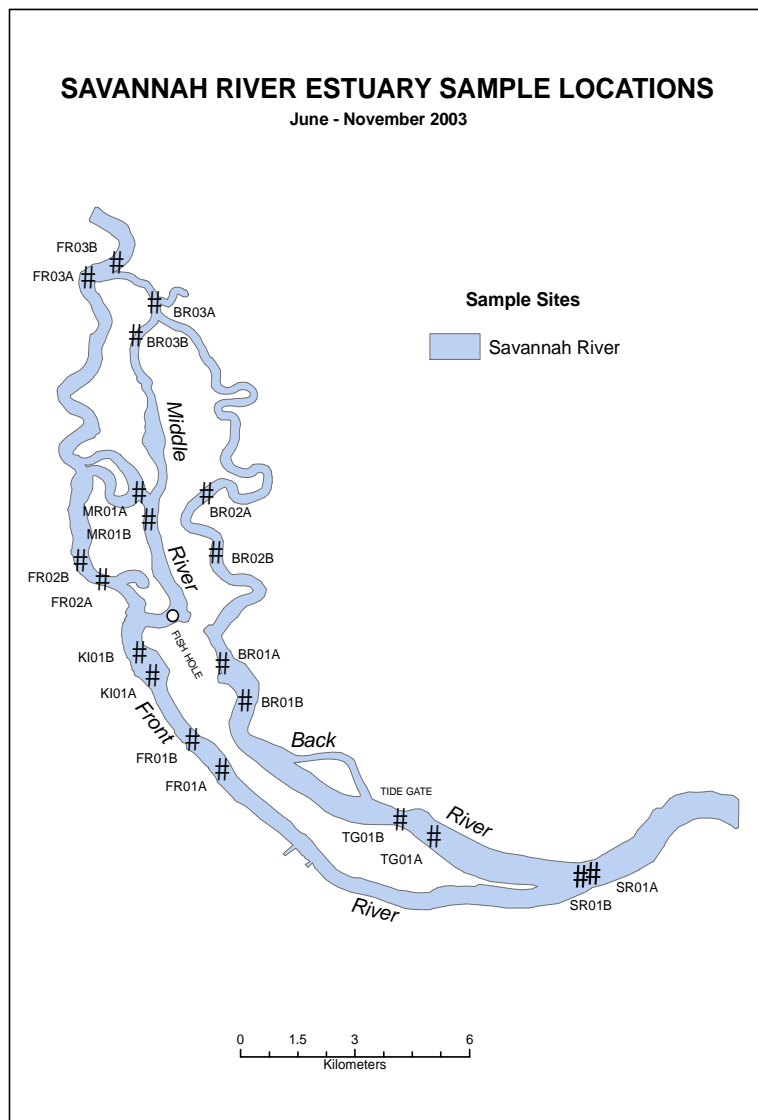 SAVANNAH RIVER ESTUARY SAMPLE LOCATIONS
June - November 2003
FR03B
FR03A
BR03A
BR03B
Sample Sites
Savannah River
Middle
River
MR01A
MR01B
BR02A
BR02B
FR02B
FR02A
FISH HOLE
KI01B
KI01A
BR01A
BR01B
Front
River
FR01B
FR01A
Back
River
TIDE GATE
TG01B
TG01A
SR01A
SR01B
0 1.5 3 6
Kilometers